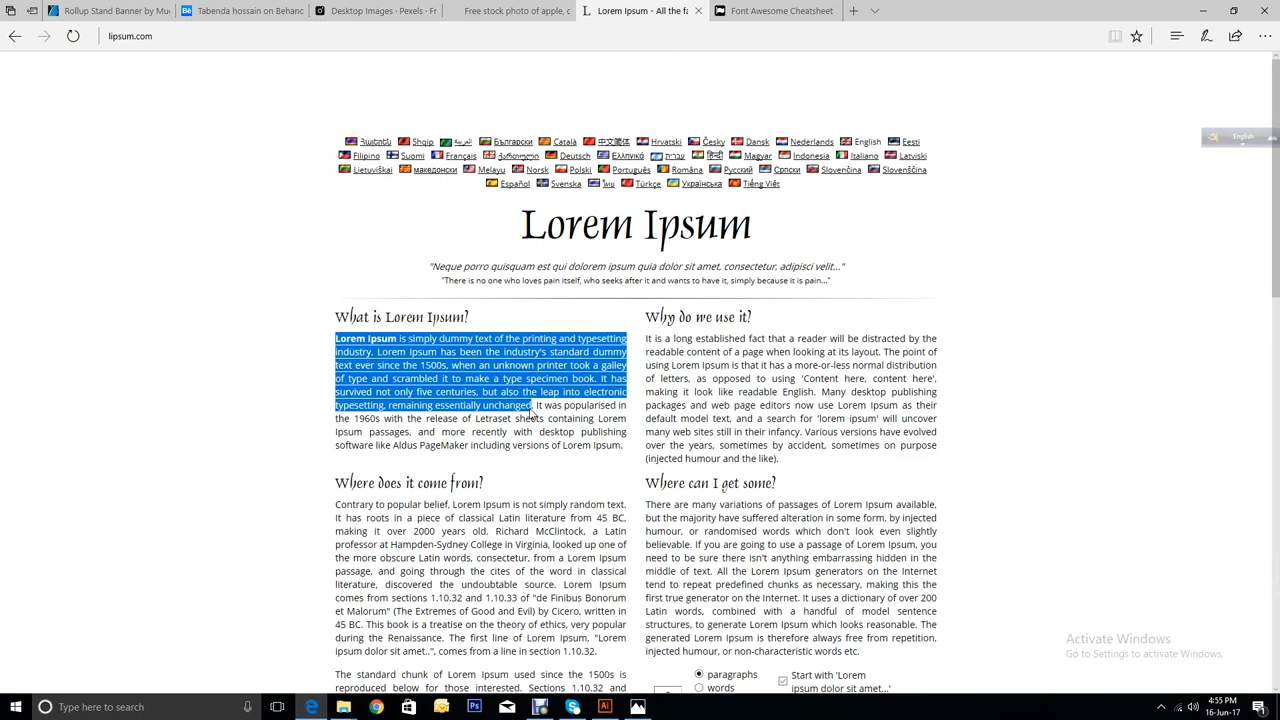 Rollup Stand Banner by Mu
Tabenda hossain on Behanc
Desktop Images - Pexels - Fr
Free stock photo of apple, c
Lorem Ipsum - All the fa
Font Awesome Cheatsheet
lipsum.com
English
Հայերեն Shqip العربية Български Català 中文简体 Hrvatski Česky Dansk Nederlands English Eesti
Filipino Suomi Français ქართული Deutsch Ελληνικά עברית हिन्दी Magyar Indonesia Italiano Latviski
Lietuviškai македонски Melayu Norsk Polski Português Româna Pyccкий Српски Slovenčina Slovenščina
Español Svenska ไทย Türkçe Українська Tiếng Việt
Lorem Ipsum
"Neque porro quisquam est qui dolorem ipsum quia dolor sit amet, consectetur, adipisci velit..."
"There is no one who loves pain itself, who seeks after it and wants to have it, simply because it is pain..."
What is Lorem Ipsum?
Lorem Ipsum is simply dummy text of the printing and typesetting
industry. Lorem Ipsum has been the industry's standard dummy
text ever since the 1500s, when an unknown printer took a galley
of type and scrambled it to make a type specimen book. It has
survived not only five centuries, but also the leap into electronic
typesetting, remaining essentially unchanged. It was popularised in
the 1960s with the release of Letraset sheets containing Lorem
Ipsum passages, and more recently with desktop publishing
software like Aldus PageMaker including versions of Lorem Ipsum.
Why do we use it?
It is a long established fact that a reader will be distracted by the
readable content of a page when looking at its layout. The point of
using Lorem Ipsum is that it has a more-or-less normal distribution
of letters, as opposed to using 'Content here, content here',
making it look like readable English. Many desktop publishing
packages and web page editors now use Lorem Ipsum as their
default model text, and a search for 'lorem ipsum' will uncover
many web sites still in their infancy. Various versions have evolved
over the years, sometimes by accident, sometimes on purpose
(injected humour and the like).
Where does it come from?
Contrary to popular belief, Lorem Ipsum is not simply random text.
It has roots in a piece of classical Latin literature from 45 BC,
making it over 2000 years old. Richard McClintock, a Latin
professor at Hampden-Sydney College in Virginia, looked up one of
the more obscure Latin words, consectetur, from a Lorem Ipsum
passage, and going through the cites of the word in classical
literature, discovered the undoubtable source. Lorem Ipsum
comes from sections 1.10.32 and 1.10.33 of "de Finibus Bonorum
et Malorum" (The Extremes of Good and Evil) by Cicero, written in
45 BC. This book is a treatise on the theory of ethics, very popular
during the Renaissance. The first line of Lorem Ipsum, "Lorem
ipsum dolor sit amet..", comes from a line in section 1.10.32.
The standard chunk of Lorem Ipsum used since the 1500s is
reproduced below for those interested. Sections 1.10.32 and
Where can I get some?
There are many variations of passages of Lorem Ipsum available,
but the majority have suffered alteration in some form, by injected
humour, or randomised words which don't look even slightly
believable. If you are going to use a passage of Lorem Ipsum, you
need to be sure there isn't anything embarrassing hidden in the
middle of text. All the Lorem Ipsum generators on the Internet
tend to repeat predefined chunks as necessary, making this the
first true generator on the Internet. It uses a dictionary of over 200
Latin words, combined with a handful of model sentence
structures, to generate Lorem Ipsum which looks reasonable. The
generated Lorem Ipsum is therefore always free from repetition,
injected humour, or non-characteristic words etc.
paragraphs
words
Start with 'Lorem
ipsum dolor sit amet...'
Activate Windows
Go to Settings to activate Windows.
Type here to search
4:55 PM
16-Jun-17